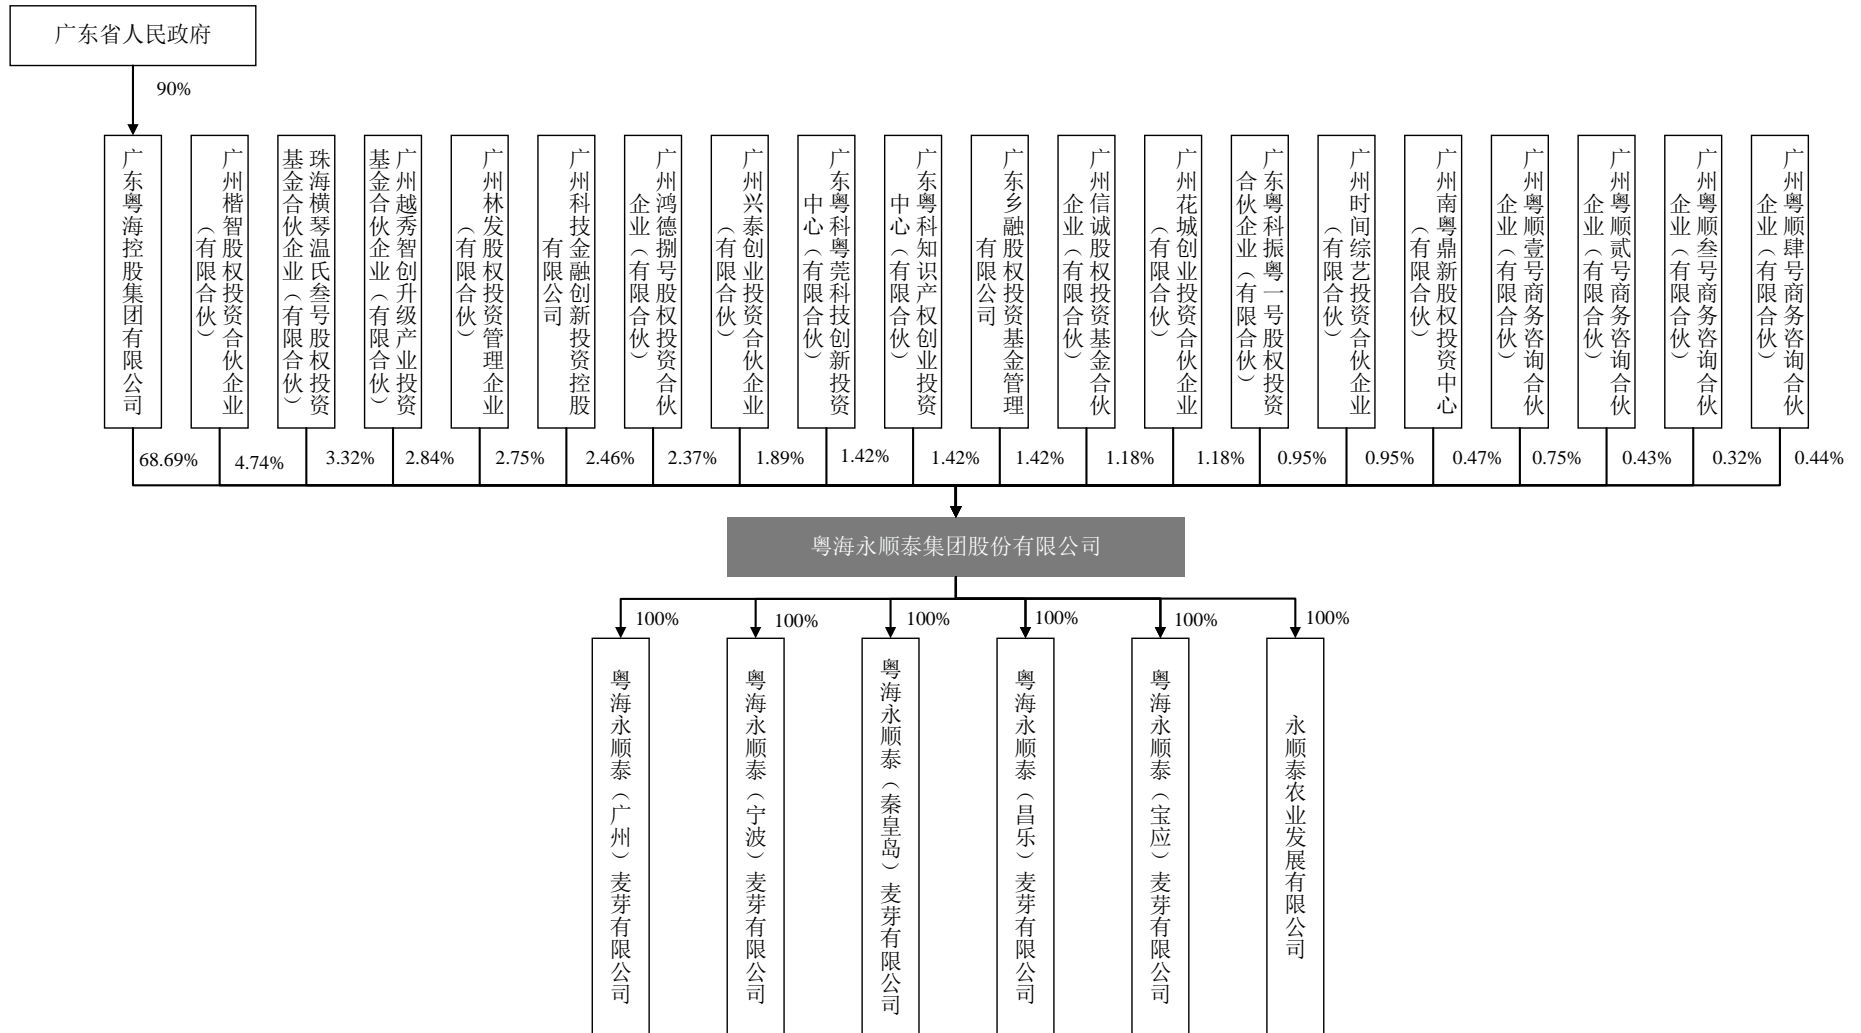 广东省人民政府
90%
广东粤海控股集团有限公司
广州楷智股权投资合伙企业
（有限合伙）
珠海横琴温氏叁号股权投资
基金合伙企业（有限合伙）
广州越秀智创升级产业投资
基金合伙企业（有限合伙）
广州林发股权投资管理企业
（有限合伙）
广州科技金融创新投资控股
有限公司
广州鸿德捌号股权投资合伙
企业（有限合伙）
广州兴泰创业投资合伙企业
（有限合伙）
广东粤科粤莞科技创新投资
中心（有限合伙）
广东粤科知识产权创业投资
中心（有限合伙）
广东乡融股权投资基金管理
有限公司
广州信诚股权投资基金合伙
企业（有限合伙）
广州花城创业投资合伙企业
（有限合伙）
广东粤科振粤一号股权投资
合伙企业（有限合伙）
广州时间综艺投资合伙企业
（有限合伙）
广州南粤鼎新股权投资中心
（有限合伙）
广州粤顺壹号商务咨询合伙
企业（有限合伙）
广州粤顺贰号商务咨询合伙
企业（有限合伙）
广州粤顺叁号商务咨询合伙
企业（有限合伙）
广州粤顺肆号商务咨询合伙
企业（有限合伙）
68.69%
4.74%
3.32%
2.84%
2.75%
2.46%
2.37%
1.89%
1.42%
1.42%
1.42%
1.18%
1.18%
0.95%
0.95%
0.47%
0.75%
0.43%
0.32%
0.44%
粤海永顺泰集团股份有限公司
100%
100%
100%
100%
100%
100%
粤海永顺泰（广州）麦芽有限公司
粤海永顺泰（宁波）麦芽有限公司
粤海永顺泰（秦皇岛）麦芽有限公司
粤海永顺泰（昌乐）麦芽有限公司
粤海永顺泰（宝应）麦芽有限公司
永顺泰农业发展有限公司